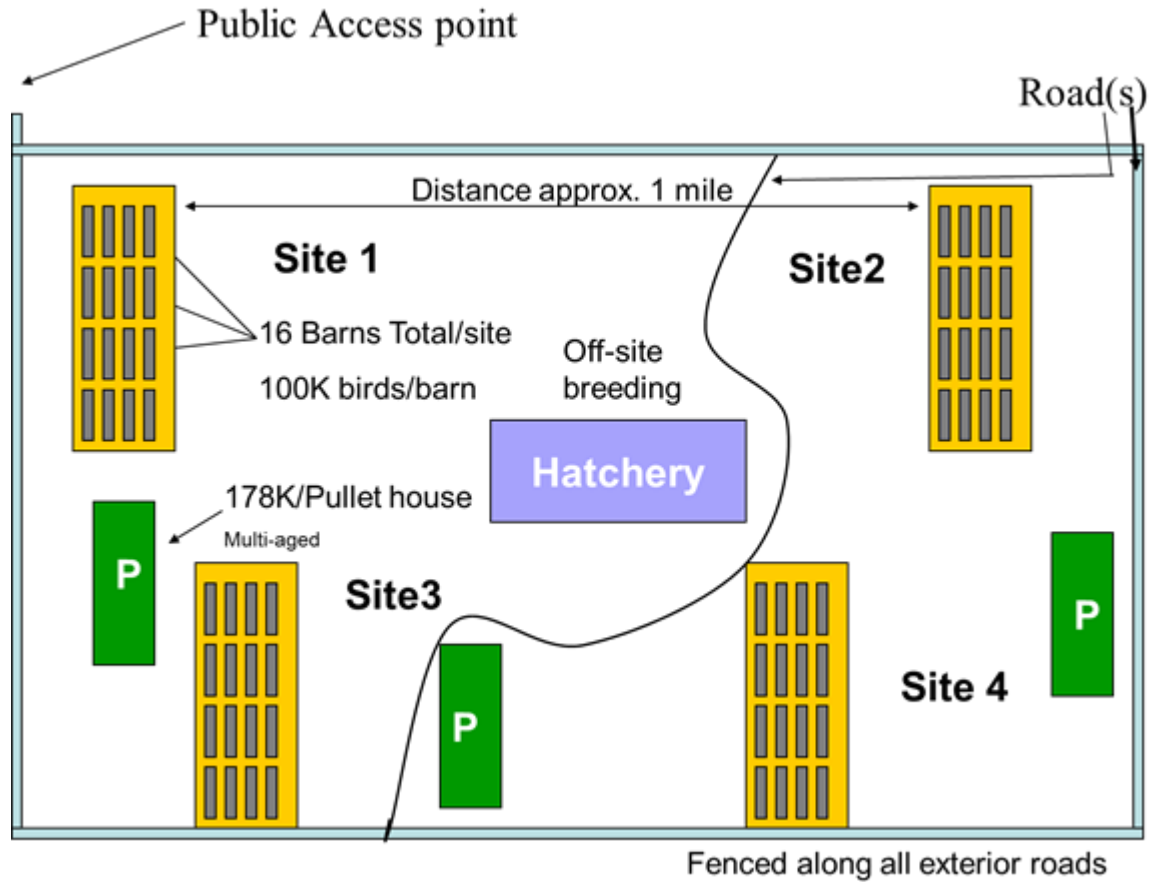 Public Access point
Road(s)
Distance approx. 1 mile
Site 1
Site2
16 Barns Total/site
Off-site
breeding
100K birds/barn
Hatchery
178K/Pullet house
Multi-aged
P
Site3
P
Site 4
P
Fenced along all exterior roads